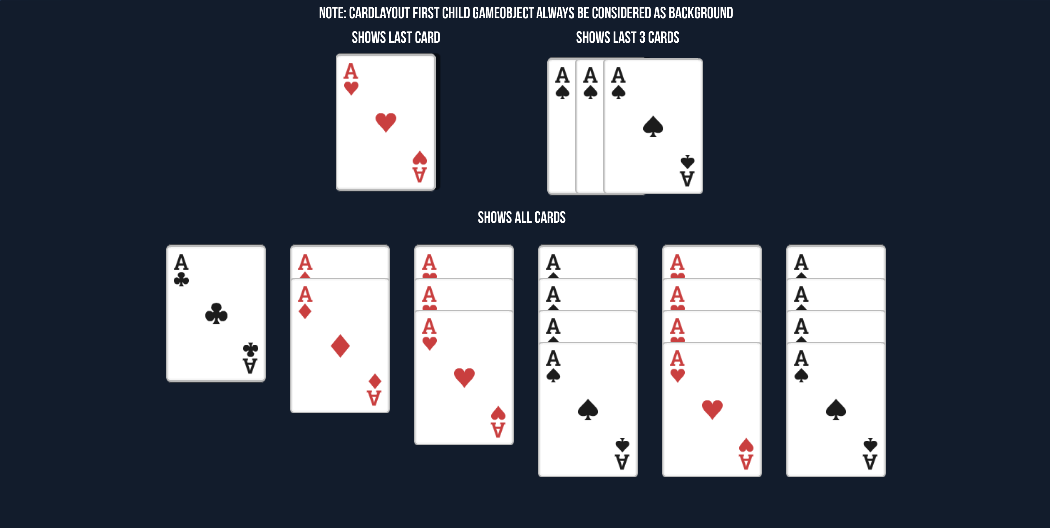 NOTE: CARDLAYOUT FIRST CHILD GAMEOBJECT ALWAYS BE CONSIDERED AS BACKGROUND
SHOWS LAST CARD
SHOWS LAST 3 CARDS
A
A
A A A
A
SHOWS ALL CARDS
A A A A A A
A A A A A
A A A A
A A A
A
A
A
A A A